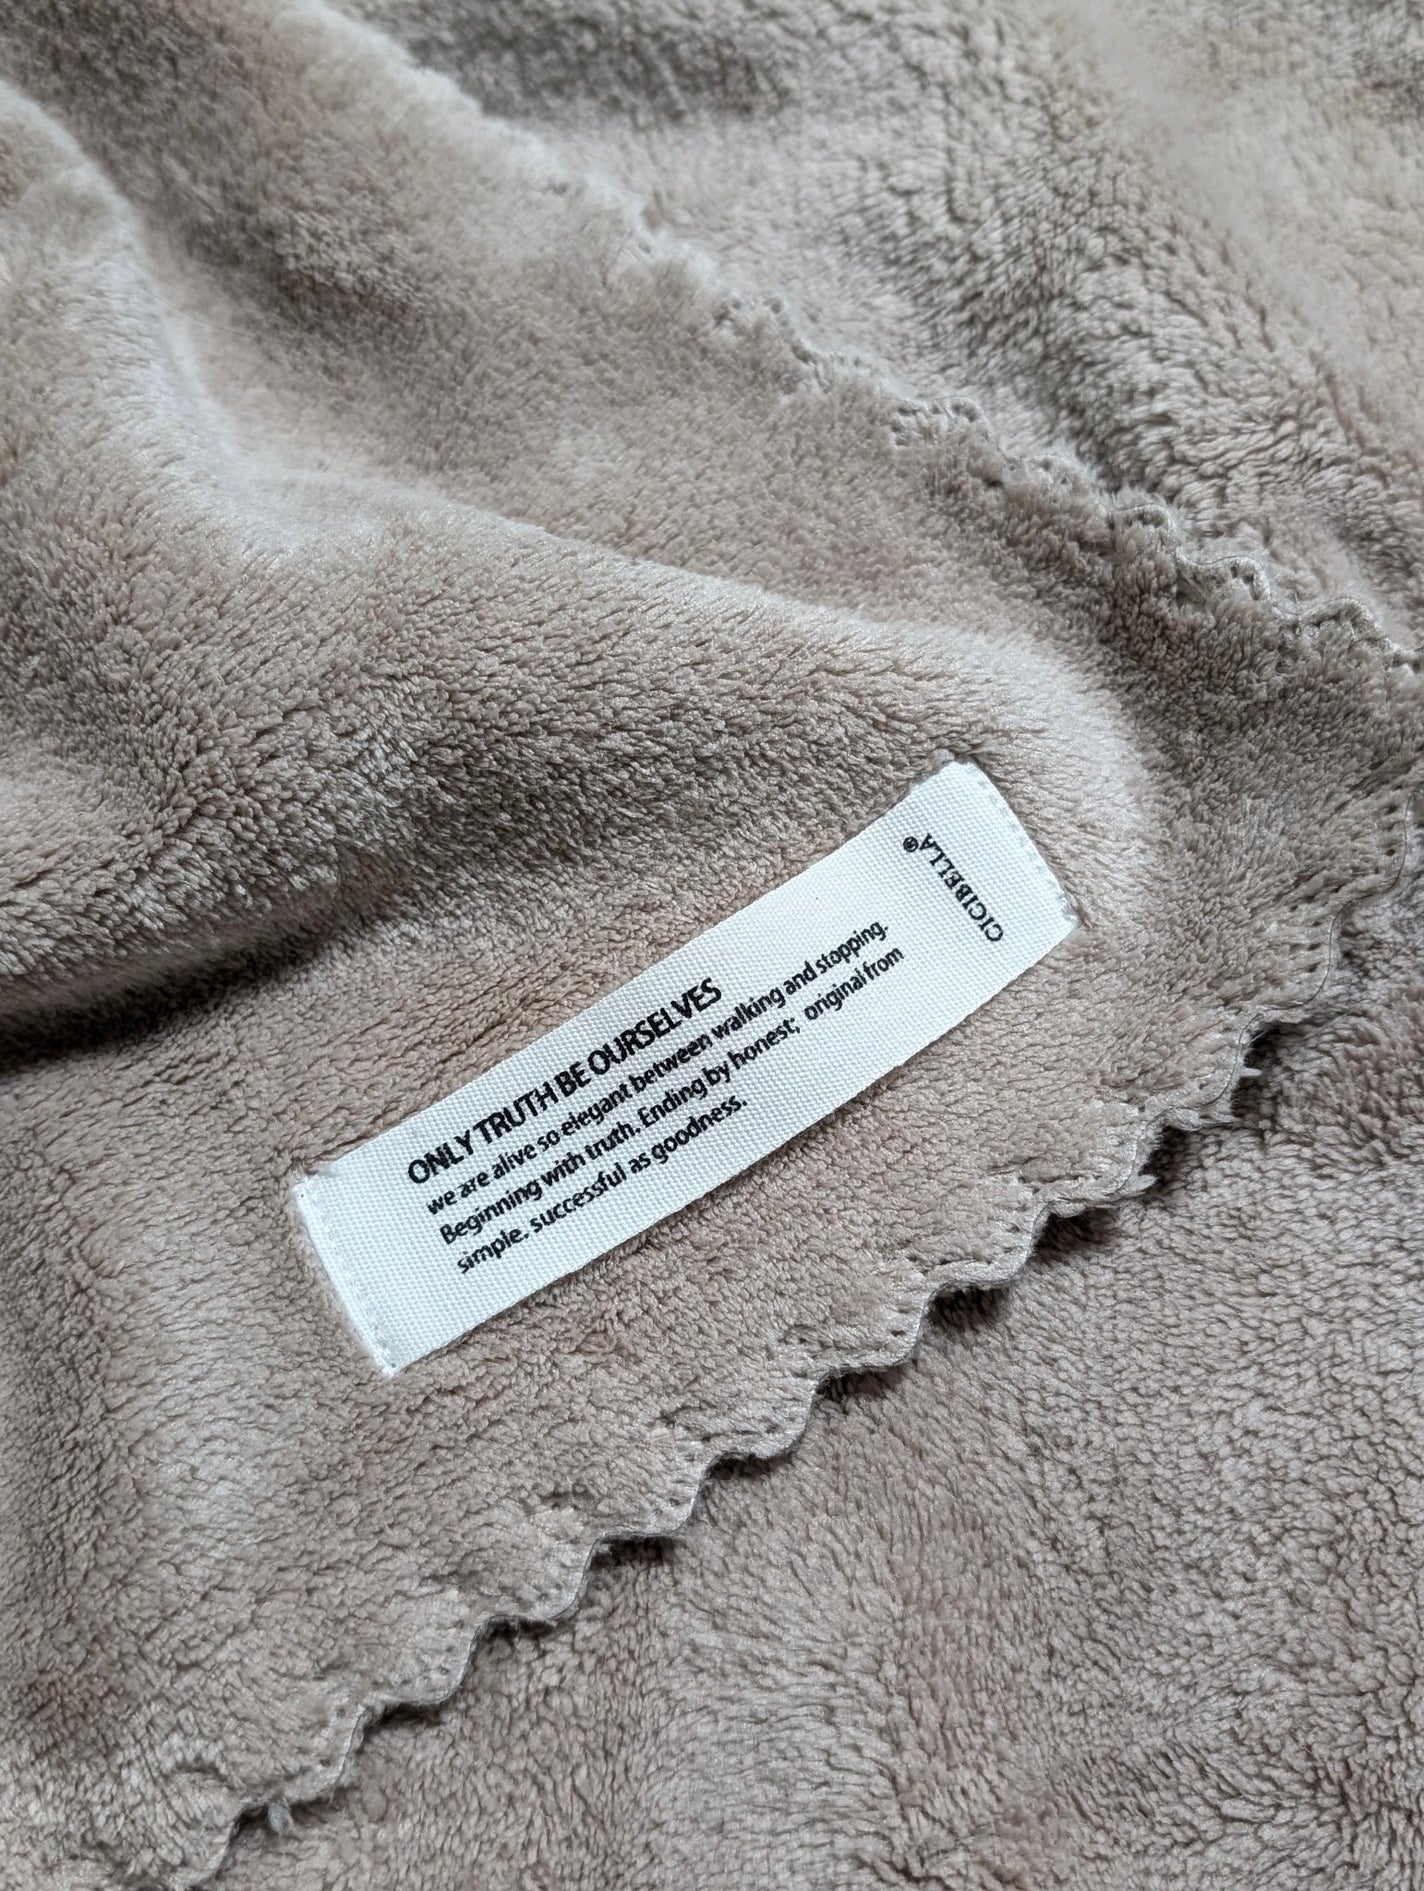 ONLY TRUTH BE OURSELVES
we are alive so elegant between walking and stopping.
Beginning with truth. Ending by honest; original from
simple. successful as goodness.
CICIBELLA®